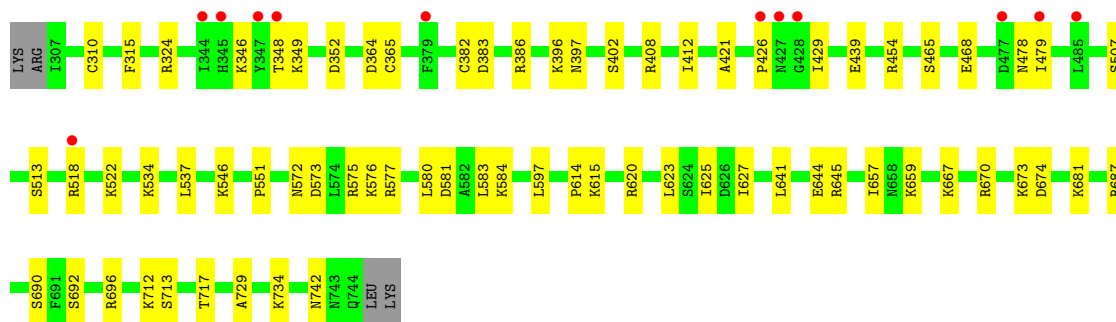 LYS ARG I307 C310 F315 R324 I344 H345 K346 Y347 T348 K349 D352 D364 C365 F379 C382 D383 R386 K396 N397 S402 R408 I412 A421 P426 N427 G428 I429 E439 R454 S465 E468 D477 N478 I479 L485 S507
S513 R518 K522 K534 L537 K546 P551 N572 D573 L574 R575 K576 R577 L580 D581 A582 L583 K584 L597 P614 K615 R620 L623 S624 I625 D626 I627 L641 E644 R645 I657 N658 K659 K667 R670 K673 D674 K681
S690 F691 S692 R696 K712 S713 T717 A729 K734 N742 N743 Q744 LEU LYS